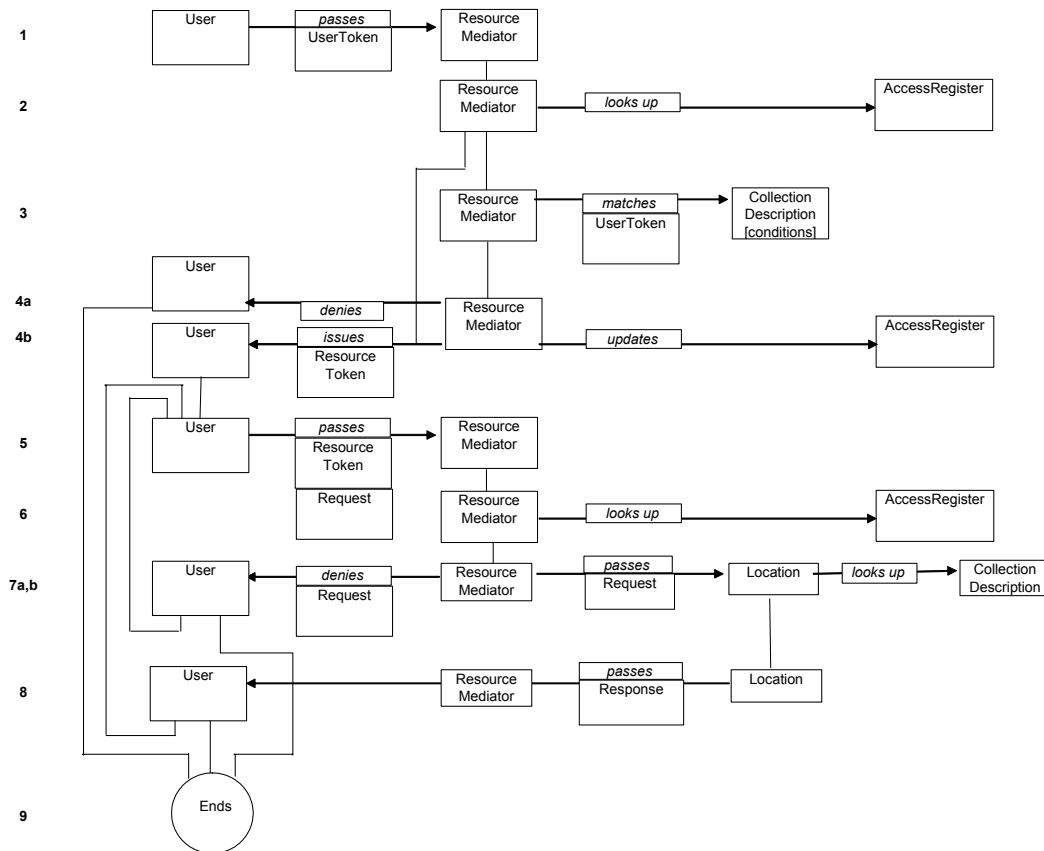 1
User
passes
UserToken
Resource
Mediator
2
Resource
Mediator
looks up
AccessRegister
3
Resource
Mediator
matches
UserToken
Collection
Description
[conditions]
4a
User
denies
Resource
Mediator
4b
User
issues
Resource
Token
updates
AccessRegister
5
User
passes
Resource
Token
Request
Resource
Mediator
6
Resource
Mediator
looks up
AccessRegister
7a,b
User
denies
Request
Resource
Mediator
passes
Request
Location
looks up
Collection
Description
8
User
Resource
Mediator
passes
Response
Location
9
Ends